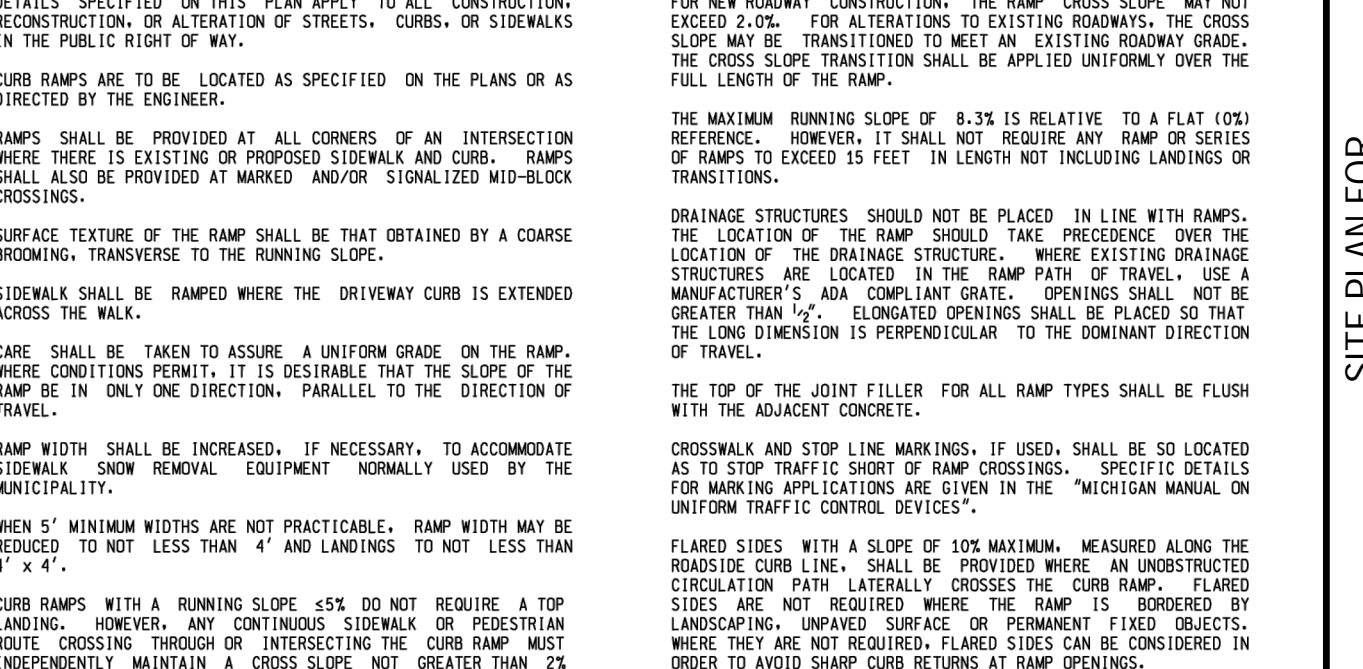 DETAILS SPECIFIED ON THIS PLAN APPLY TO ALL CONSTRUCTION,
RECONSTRUCTION, OR ALTERATION OF STREETS, CURBS, OR SIDEWALKS
IN THE PUBLIC RIGHT OF WAY.
CURB RAMPS ARE TO BE LOCATED AS SPECIFIED ON THE PLANS OR AS
DIRECTED BY THE ENGINEER.
RAMPS SHALL BE PROVIDED AT ALL CORNERS OF AN INTERSECTION
WHERE THERE IS EXISTING OR PROPOSED SIDEWALK AND CURB. RAMPS
SHALL ALSO BE PROVIDED AT MARKED AND/OR SIGNALIZED MID-BLOCK
CROSSINGS.
SURFACE TEXTURE OF THE RAMP SHALL BE THAT OBTAINED BY A COARSE
BROOMING, TRANSVERSE TO THE RUNNING SLOPE.
SIDEWALK SHALL BE RAMPED WHERE THE DRIVEWAY CURB IS EXTENDED
ACROSS THE WALK.
CARE SHALL BE TAKEN TO ASSURE A UNIFORM GRADE ON THE RAMP.
WHERE CONDITIONS PERMIT, IT IS DESIRABLE THAT THE SLOPE OF THE
RAMP BE IN ONLY ONE DIRECTION, PARALLEL TO THE DIRECTION OF
TRAVEL.
RAMP WIDTH SHALL BE INCREASED, IF NECESSARY, TO ACCOMMODATE
SIDEWALK SNOW REMOVAL EQUIPMENT NORMALLY USED BY THE
MUNICIPALITY.
WHEN 5' MINIMUM WIDTHS ARE NOT PRACTICABLE, RAMP WIDTH MAY BE
REDUCED TO NOT LESS THAN 4' AND LANDINGS TO NOT LESS THAN
4' x 4'.
CURB RAMPS WITH A RUNNING SLOPE ≤5% DO NOT REQUIRE A TOP
LANDING. HOWEVER, ANY CONTINUOUS SIDEWALK OR PEDESTRIAN
ROUTE CROSSING THROUGH OR INTERSECTING THE CURB RAMP MUST
INDEPENDENTLY MAINTAIN A CROSS SLOPE NOT GREATER THAN 2%
FOR NEW ROADWAY CONSTRUCTION, THE RAMP CROSS SLOPE MAY NOT
EXCEED 2.0%. FOR ALTERATIONS TO EXISTING ROADWAYS, THE CROSS
SLOPE MAY BE TRANSITIONED TO MEET AN EXISTING ROADWAY GRADE.
THE CROSS SLOPE TRANSITION SHALL BE APPLIED UNIFORMLY OVER THE
FULL LENGTH OF THE RAMP.
THE MAXIMUM RUNNING SLOPE OF 8.3% IS RELATIVE TO A FLAT (0%)
REFERENCE. HOWEVER, IT SHALL NOT REQUIRE ANY RAMP OR SERIES
OF RAMPS TO EXCEED 15 FEET IN LENGTH NOT INCLUDING LANDINGS OR
TRANSITIONS.
DRAINAGE STRUCTURES SHOULD NOT BE PLACED IN LINE WITH RAMPS.
THE LOCATION OF THE RAMP SHOULD TAKE PRECEDENCE OVER THE
LOCATION OF THE DRAINAGE STRUCTURE. WHERE EXISTING DRAINAGE
STRUCTURES ARE LOCATED IN THE RAMP PATH OF TRAVEL, USE A
MANUFACTURER'S ADA COMPLIANT GRATE. OPENINGS SHALL NOT BE
GREATER THAN 1/2". ELONGATED OPENINGS SHALL BE PLACED SO THAT
THE LONG DIMENSION IS PERPENDICULAR TO THE DOMINANT DIRECTION
OF TRAVEL.
THE TOP OF THE JOINT FILLER FOR ALL RAMP TYPES SHALL BE FLUSH
WITH THE ADJACENT CONCRETE.
CROSSWALK AND STOP LINE MARKINGS, IF USED, SHALL BE SO LOCATED
AS TO STOP TRAFFIC SHORT OF RAMP CROSSINGS. SPECIFIC DETAILS
FOR MARKING APPLICATIONS ARE GIVEN IN THE "MICHIGAN MANUAL ON
UNIFORM TRAFFIC CONTROL DEVICES".
FLARED SIDES WITH A SLOPE OF 10% MAXIMUM, MEASURED ALONG THE
ROADSIDE CURB LINE, SHALL BE PROVIDED WHERE AN UNOBSTRUCTED
CIRCULATION PATH LATERALLY CROSSES THE CURB RAMP. FLARED
SIDES ARE NOT REQUIRED WHERE THE RAMP IS BORDERED BY
LANDSCAPING, UNPAVED SURFACE OR PERMANENT FIXED OBJECTS.
WHERE THEY ARE NOT REQUIRED, FLARED SIDES CAN BE CONSIDERED IN
ORDER TO AVOID SHARP CURB RETURNS AT RAMP OPENINGS.
SITE PLAN FOR